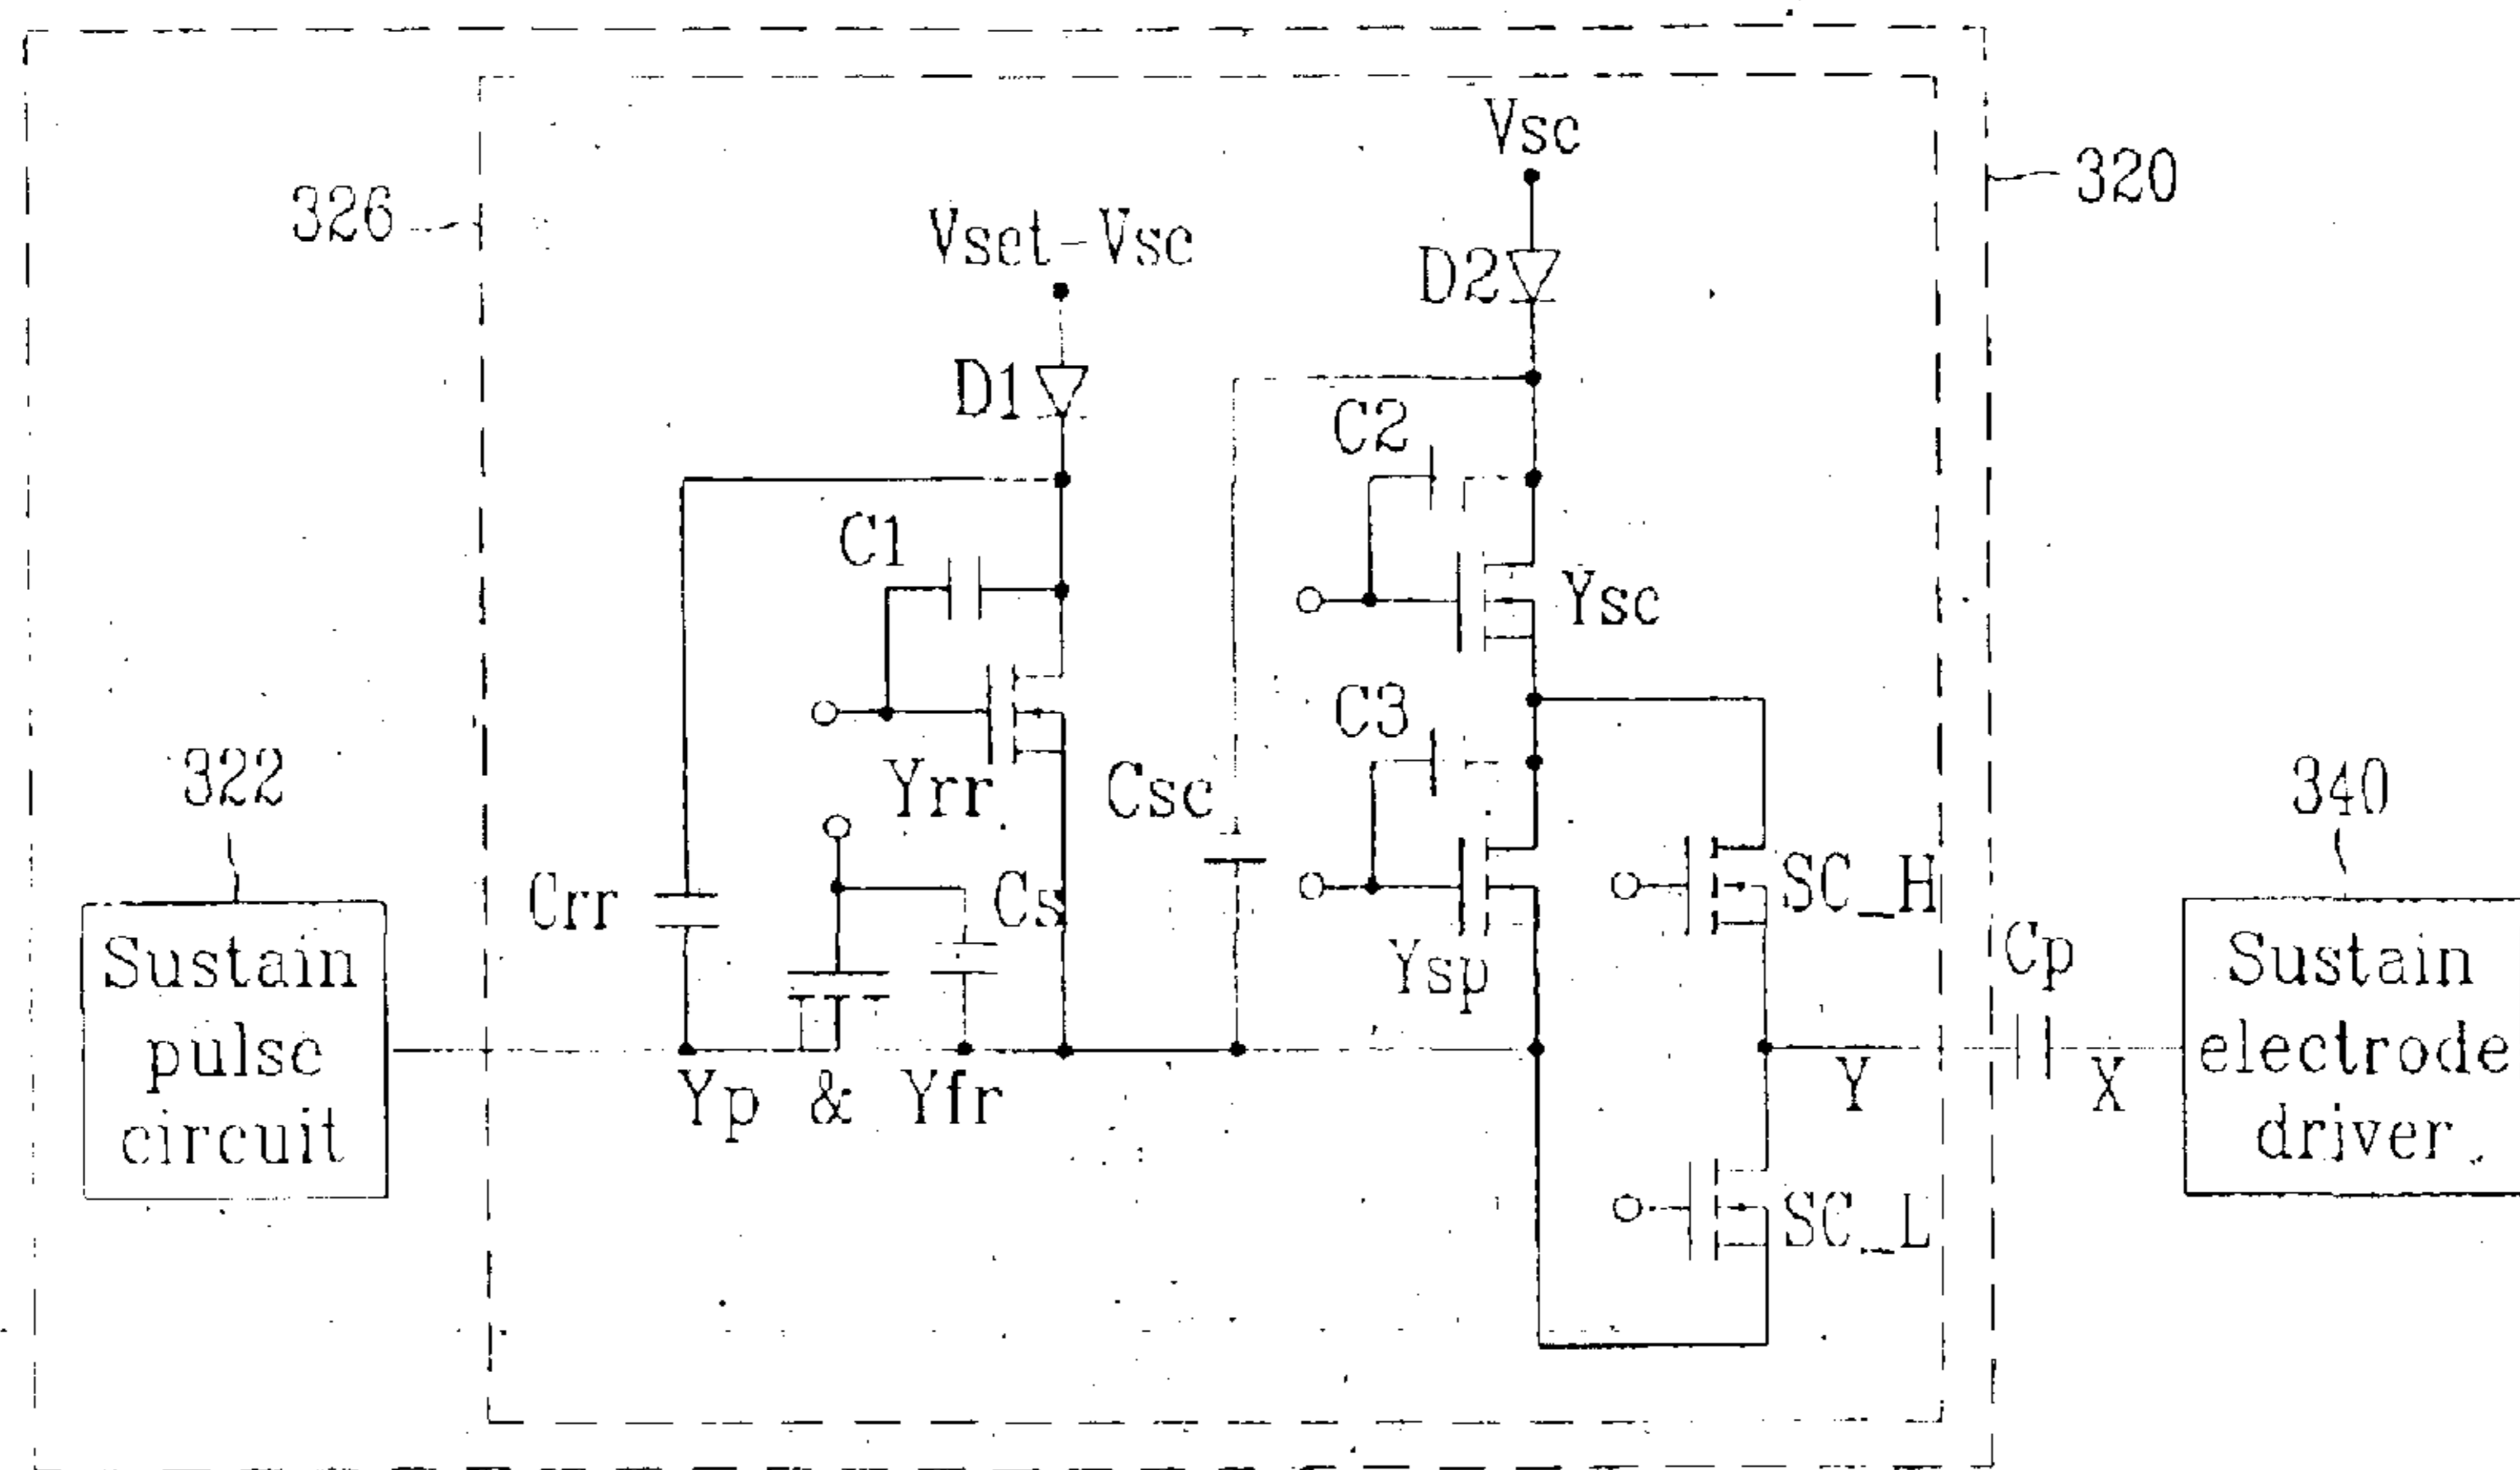 Vsc
320
326
Vset-Vsc
D2
D1
C2
C1
Ysc
C3
322
Yrr
Csc
340
Crr
Cs
SC_H
Sustain
pulse
circuit
Ysp
Cp
Sustain
electrode
driver
Yp & Yfr
Y
X
SC_L